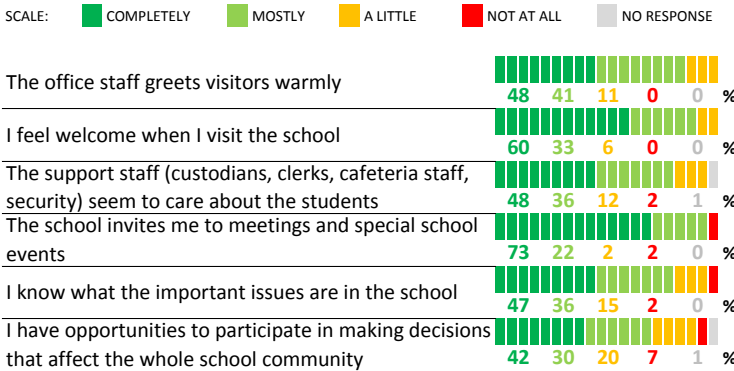 SCALE: COMPLETELY MOSTLY A LITTLE NOT AT ALL NO RESPONSE
The office staff greets visitors warmly
48 41 11 0 0 %
I feel welcome when I visit the school
60 33 6 0 0 %
The support staff (custodians, clerks, cafeteria staff,
security) seem to care about the students
48 36 12 2 1 %
The school invites me to meetings and special school
events
73 22 2 2 0 %
I know what the important issues are in the school
47 36 15 2 0 %
I have opportunities to participate in making decisions
that affect the whole school community
42 30 20 7 1 %